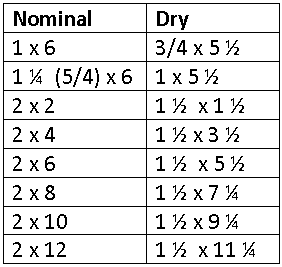 Nominal Dry
1 x 6 3/4 x 5 ½
1 ¼ (5/4) x 6 1 x 5 ½
2 x 2 1 ½ x 1 ½
2 x 4 1 ½ x 3 ½
2 x 6 1 ½ x 5 ½
2 x 8 1 ½ x 7 ¼
2 x 10 1 ½ x 9 ¼
2 x 12 1 ½ x 11 ¼